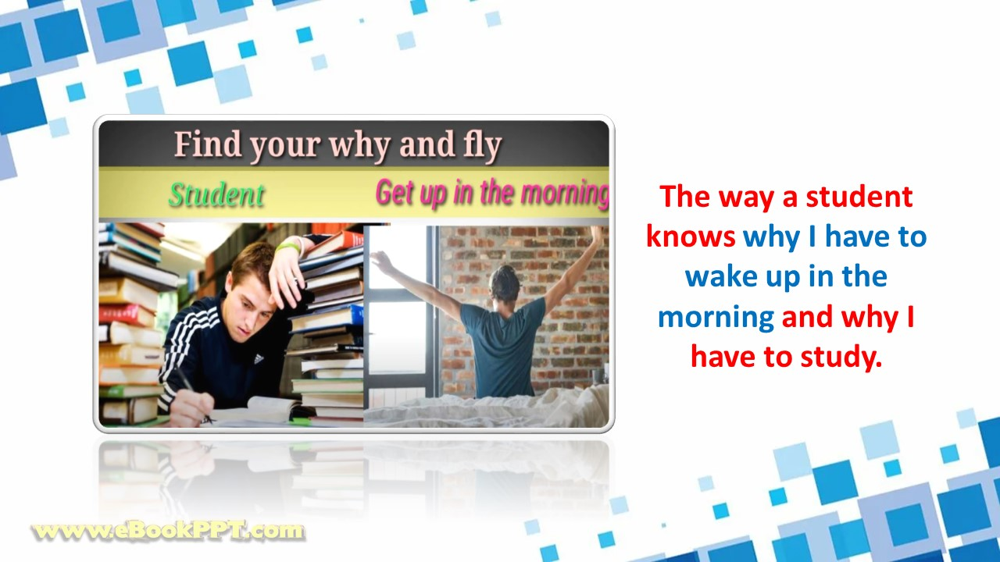 Find your why and fly
Student
Get up in the morning
The way a student
knows why I have to
wake up in the
morning and why I
have to study.
www.eBookPPT.com